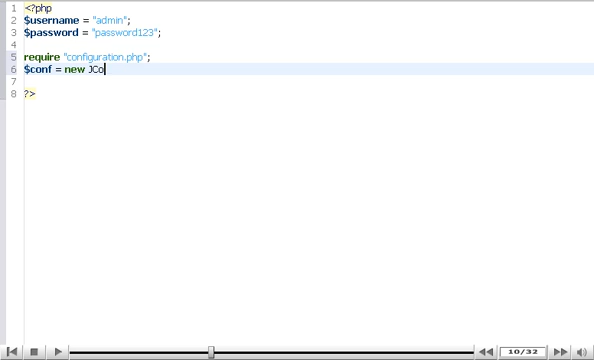 1 <?php
2 $username = "admin";
3 $password = "password123";
4
5 require "configuration.php";
6 $conf = new JCo
7
8 ?>
10/32